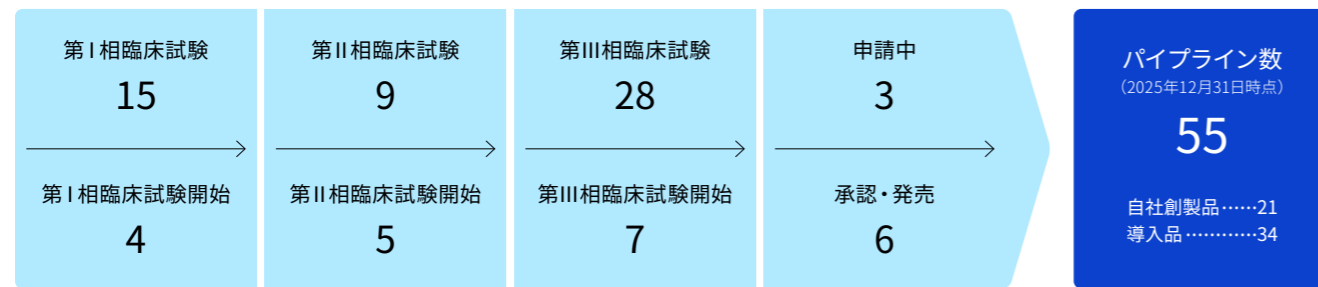 第Ⅰ相臨床試験
15
第Ⅰ相臨床試験開始
4
第Ⅱ相臨床試験
9
第Ⅱ相臨床試験開始
5
第Ⅲ相臨床試験
28
第Ⅲ相臨床試験開始
7
申請中
3
承認・発売
6
パイプライン数
（2025年12月31日時点）
55
自社創製品……21
導入品…………34